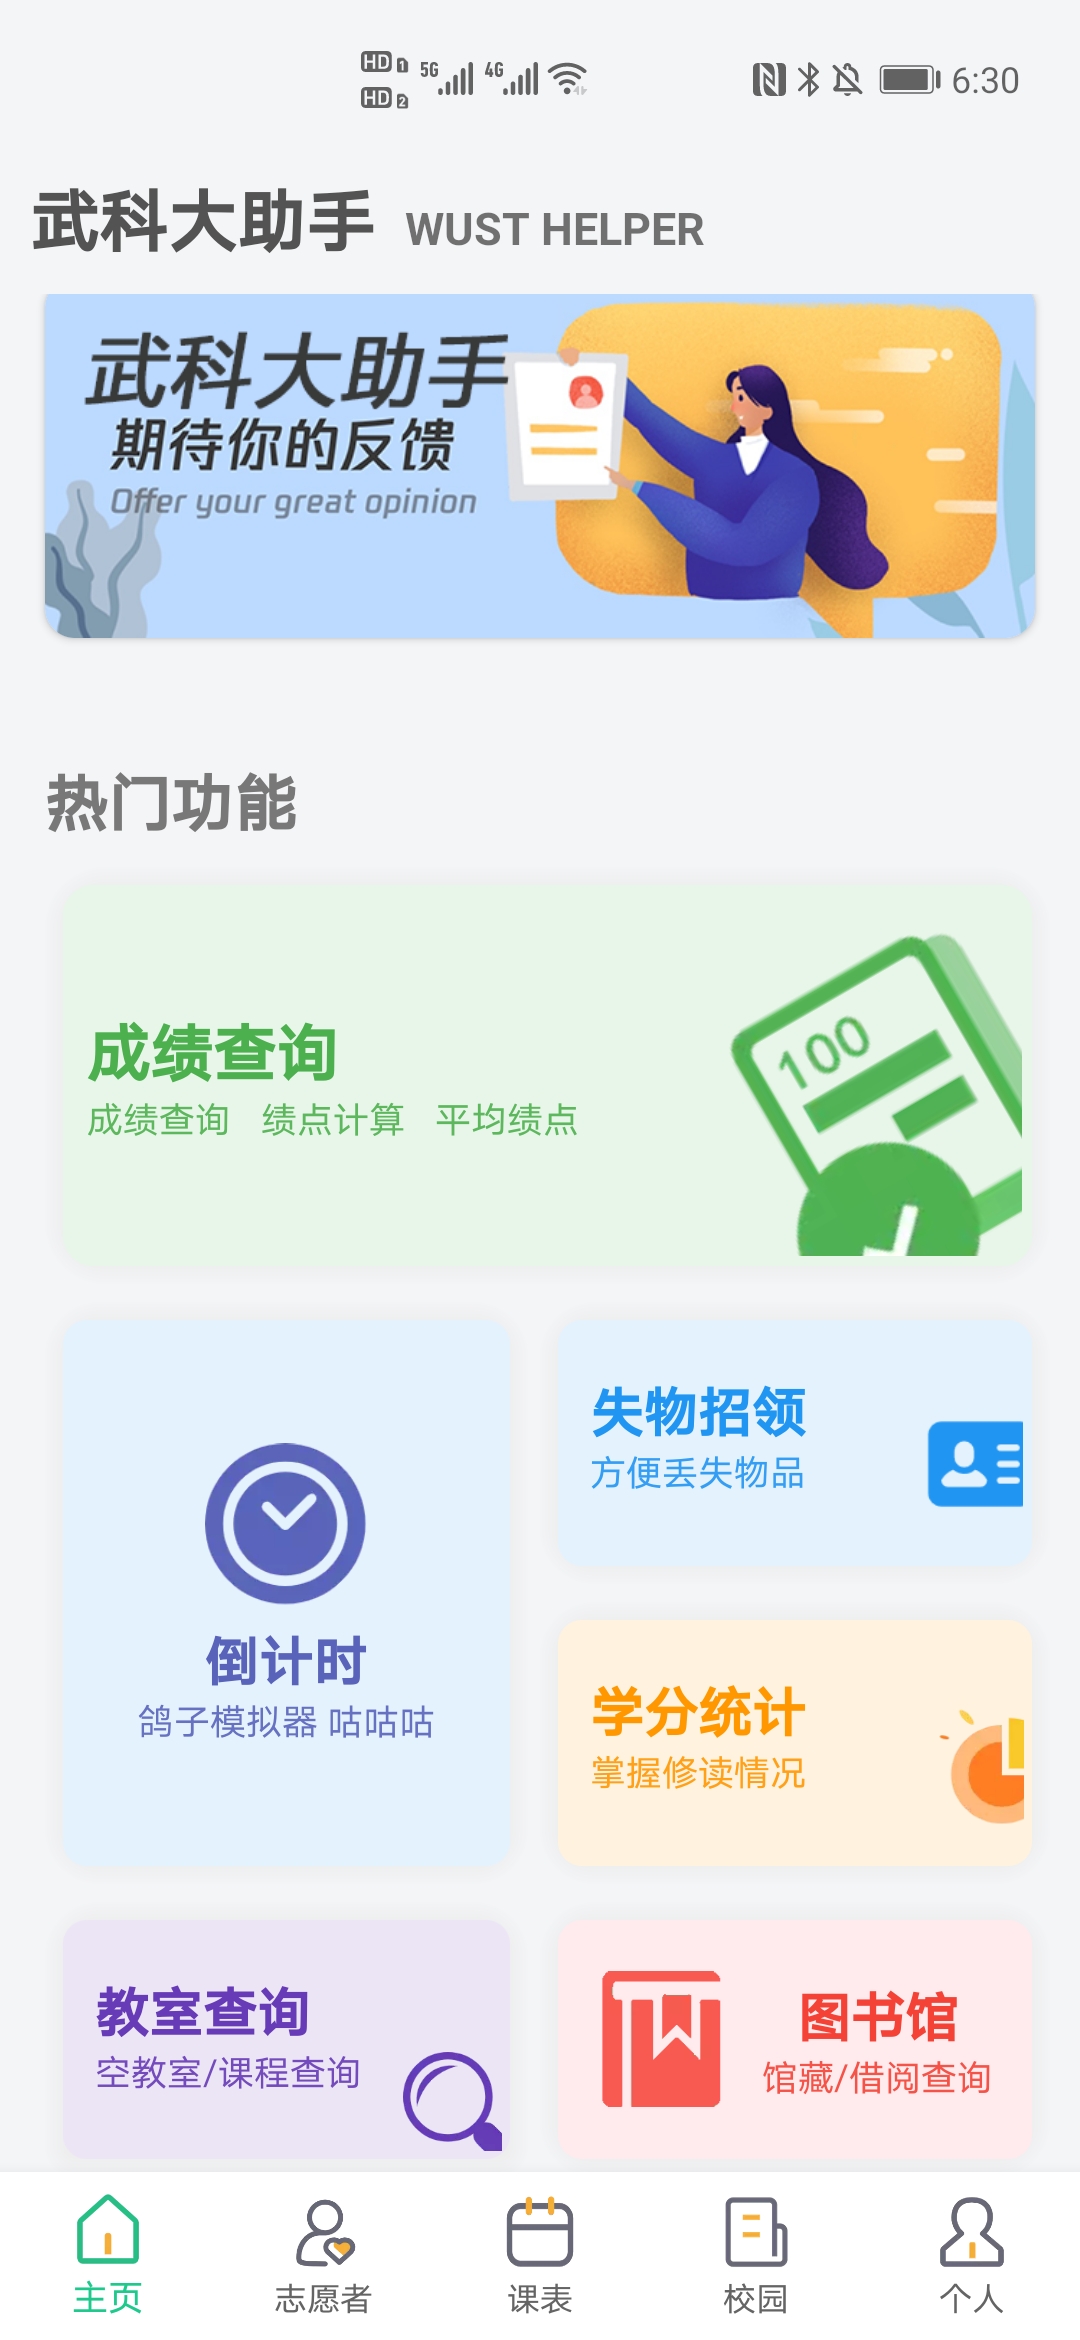 HD 1 5G 4G
HD 2
6:30
武科大助手 WUST HELPER
武科大助手
期待你的反馈
Offer your great opinion
热门功能
成绩查询
成绩查询 绩点计算 平均绩点
100
失物招领
方便丢失物品
倒计时
鸽子模拟器 咕咕咕
学分统计
掌握修读情况
教室查询
空教室/课程查询
图书馆
馆藏/借阅查询
主页 志愿者 课表 校园 个人